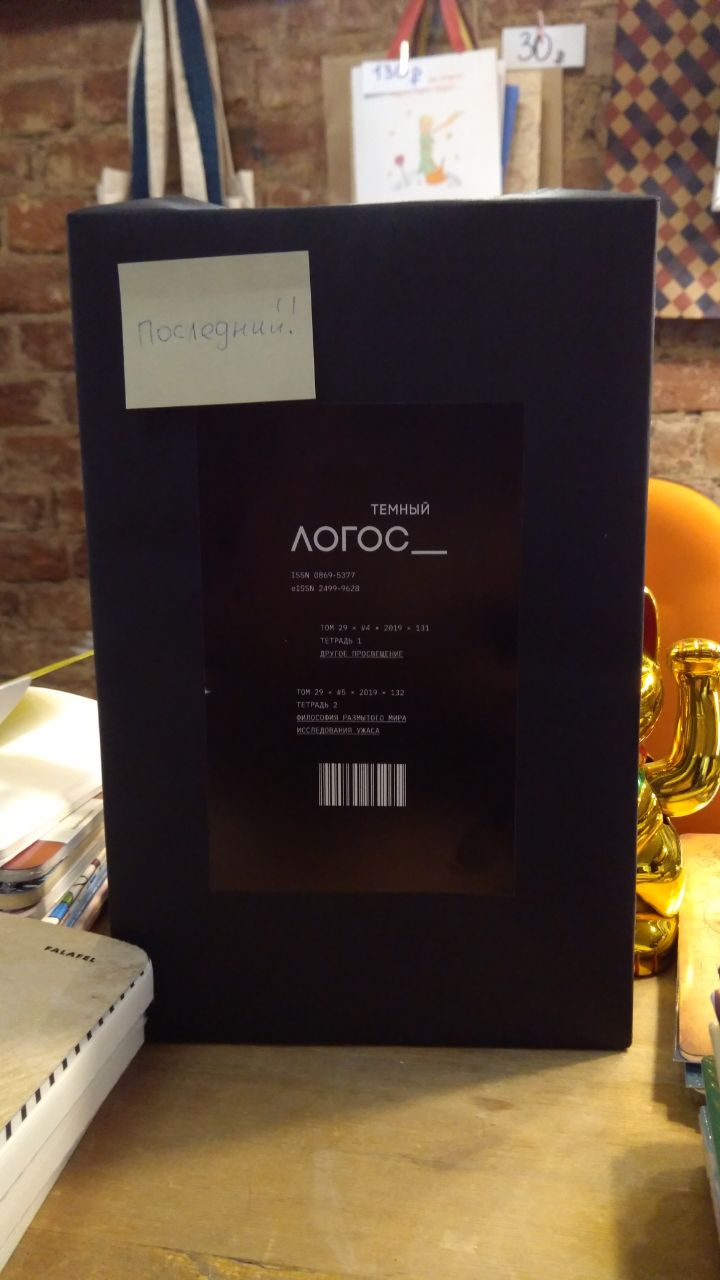 130₽
30₽
Последний!!
ТЕМНЫЙ
ЛОГОС_
ISSN 0869-5377
eISSN 2499-9628
ТОМ 29 × #4 × 2019 × 131
ТЕТРАДЬ 1
ДРУГОЕ ПРОСВЕЩЕНИЕ
ТОМ 29 × #5 × 2019 × 132
ТЕТРАДЬ 2
ФИЛОСОФИЯ РАЗМЫТОГО МИРА
ИССЛЕДОВАНИЯ УЖАСА
FALAFEL